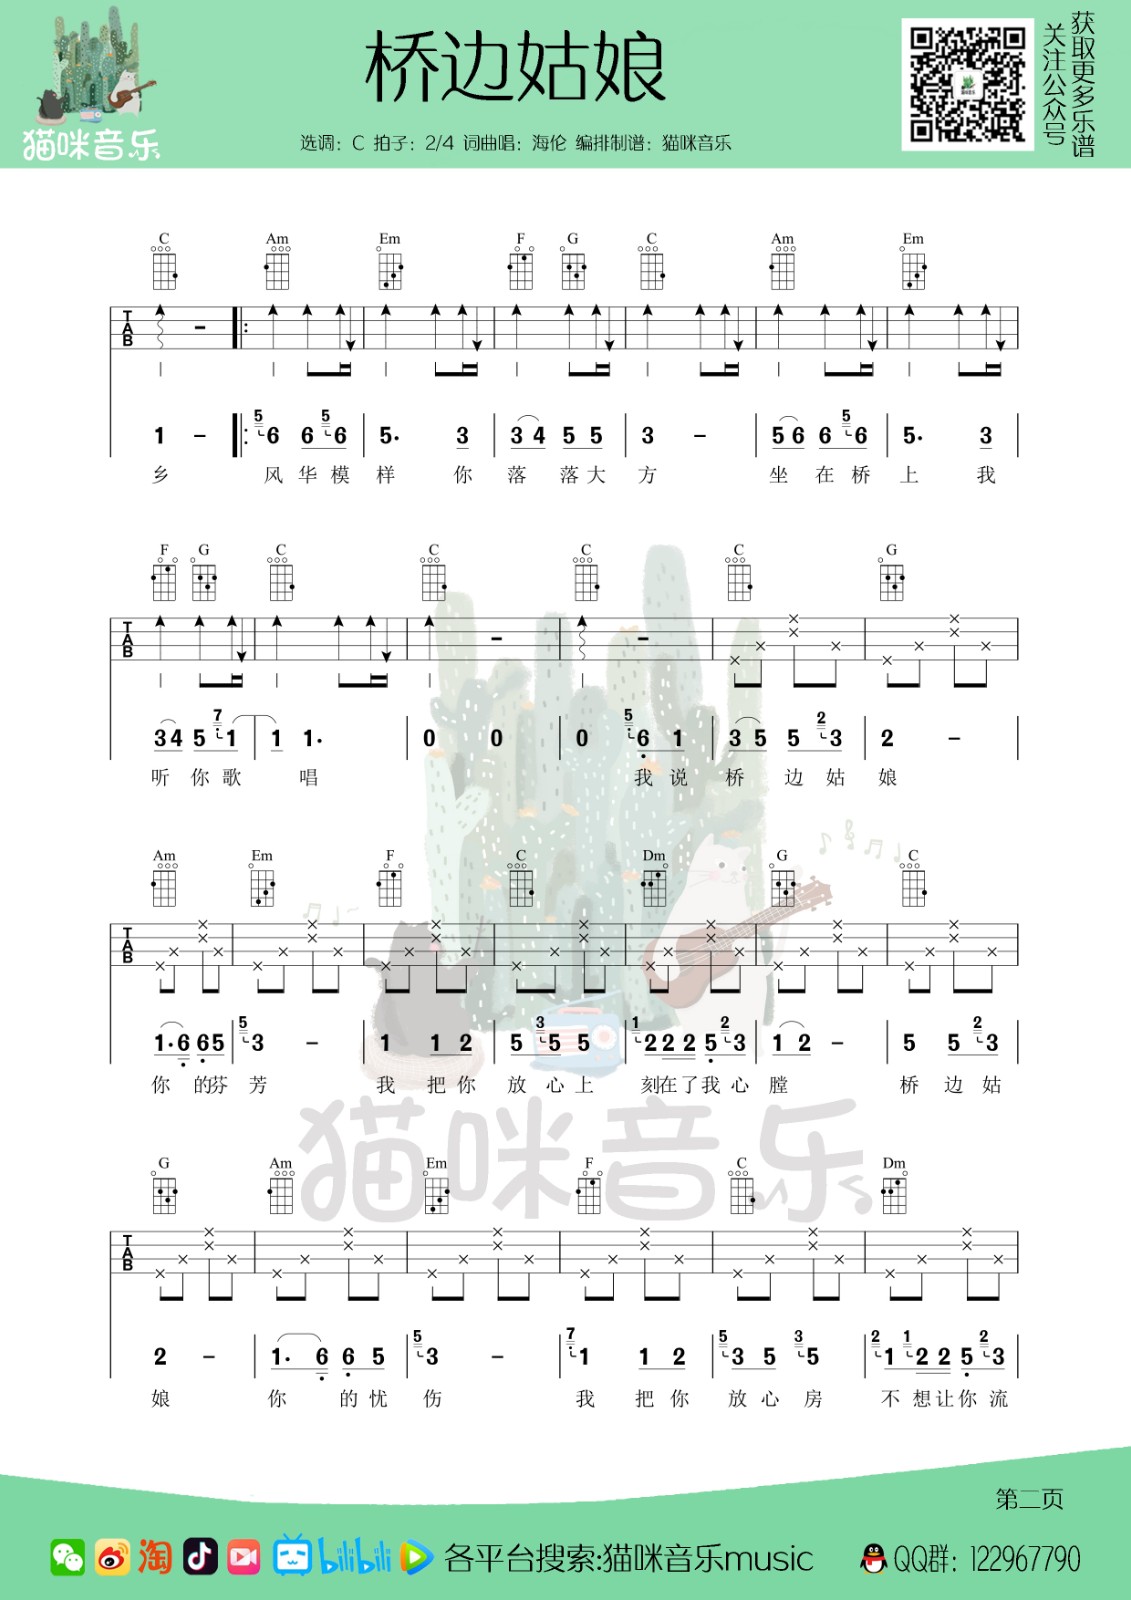 猫咪音乐
桥边姑娘
选调：C 拍子：2/4 词曲唱：海伦 编排制谱：猫咪音乐
获取更多乐谱
关注公众号
C Am Em F G C Am Em
TAB
5 5 5
1 – 6 6 6 5. 3 3 4 5 5 3 – 5 6 6 6 5. 3
乡 风 华 模 样 你 落 落 大 方 坐 在 桥 上 我
F G C C C C G
TAB
7 5 2
3 4 5 1 1 1. 0 0 0 6 1 3 5 5 3 2 –
听 你 歌 唱 我 说 桥 边 姑 娘
Am Em F C Dm G C
TAB
5 3 1 2 2
1. 6 6 5 3 – 1 1 2 5 5 5 2 2 2 5 3 1 2 – 5 5 3
你 的 芬 芳 我 把 你 放 心 上 刻 在 了 我 心 膛 桥 边 姑
猫咪音乐
G Am Em F C Dm
TAB
5 7 5 3 2 1 2
2 – 1. 6 6 5 3 – 1 1 2 3 5 5 1 2 2 5 3
娘 你 的 忧 伤 我 把 你 放 心 房 不 想 让 你 流
第二页
淘 bilibili 各平台搜索:猫咪音乐music QQ群：122967790